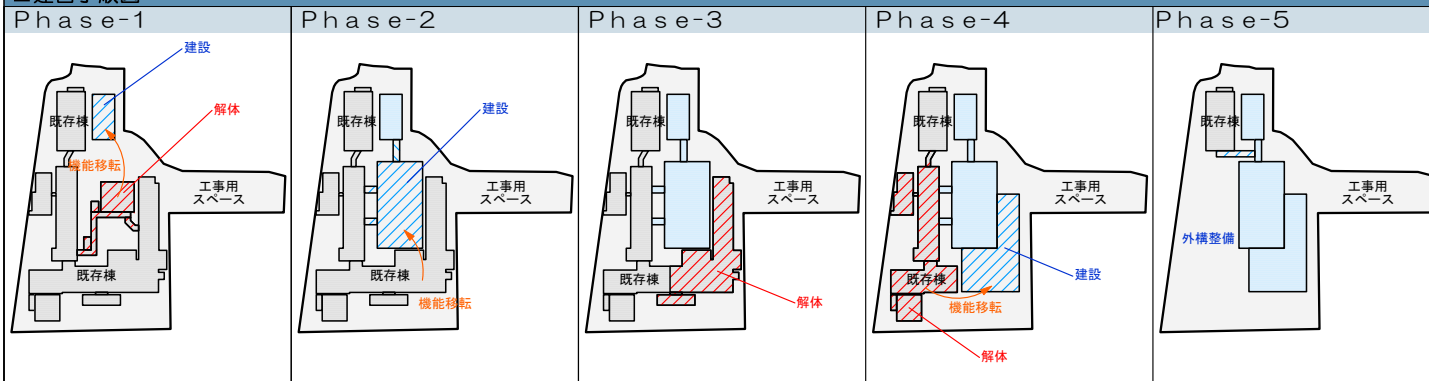 Phase-1
Phase-2
Phase-3
Phase-4
Phase-5
建設
解体
既存棟
機能移転
工事用
スペース
既存棟
建設
既存棟
工事用
スペース
既存棟
機能移転
既存棟
工事用
スペース
既存棟
解体
既存棟
工事用
スペース
既存棟
建設
機能移転
解体
既存棟
工事用
スペース
外構整備